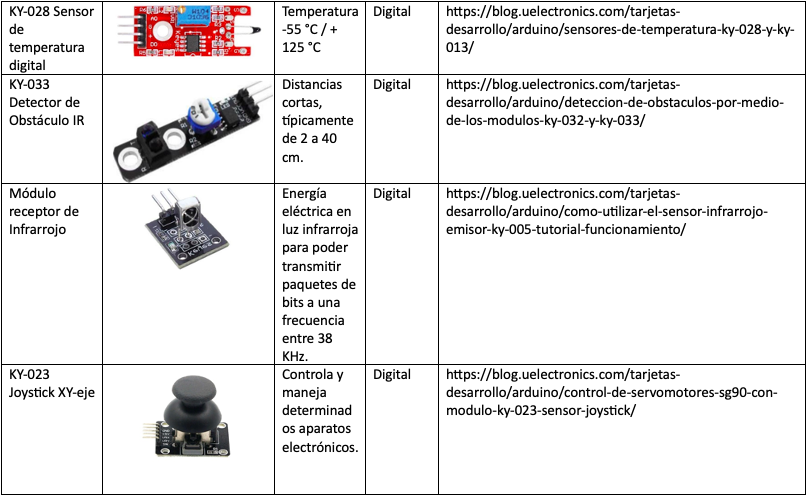 KY-028 Sensor
de
temperatura
digital
Temperatura
-55 °C / +
125 °C
Digital
https://blog.uelectronics.com/tarjetas-
desarrollo/arduino/sensores-de-temperatura-ky-028-y-ky-
013/
KY-033
Detector de
Obstáculo IR
Distancias
cortas,
típicamente
de 2 a 40
cm.
Digital
https://blog.uelectronics.com/tarjetas-
desarrollo/arduino/deteccion-de-obstaculos-por-medio-
de-los-modulos-ky-032-y-ky-033/
Módulo
receptor de
Infrarrojo
Energía
eléctrica en
luz infrarroja
para poder
transmitir
paquetes de
bits a una
frecuencia
entre 38
KHz.
Digital
https://blog.uelectronics.com/tarjetas-
desarrollo/arduino/como-utilizar-el-sensor-infrarrojo-
emisor-ky-005-tutorial-funcionamiento/
KY-023
Joystick XY-eje
Controla y
maneja
determinad
os aparatos
electrónicos.
Digital
https://blog.uelectronics.com/tarjetas-
desarrollo/arduino/control-de-servomotores-sg90-con-
modulo-ky-023-sensor-joystick/